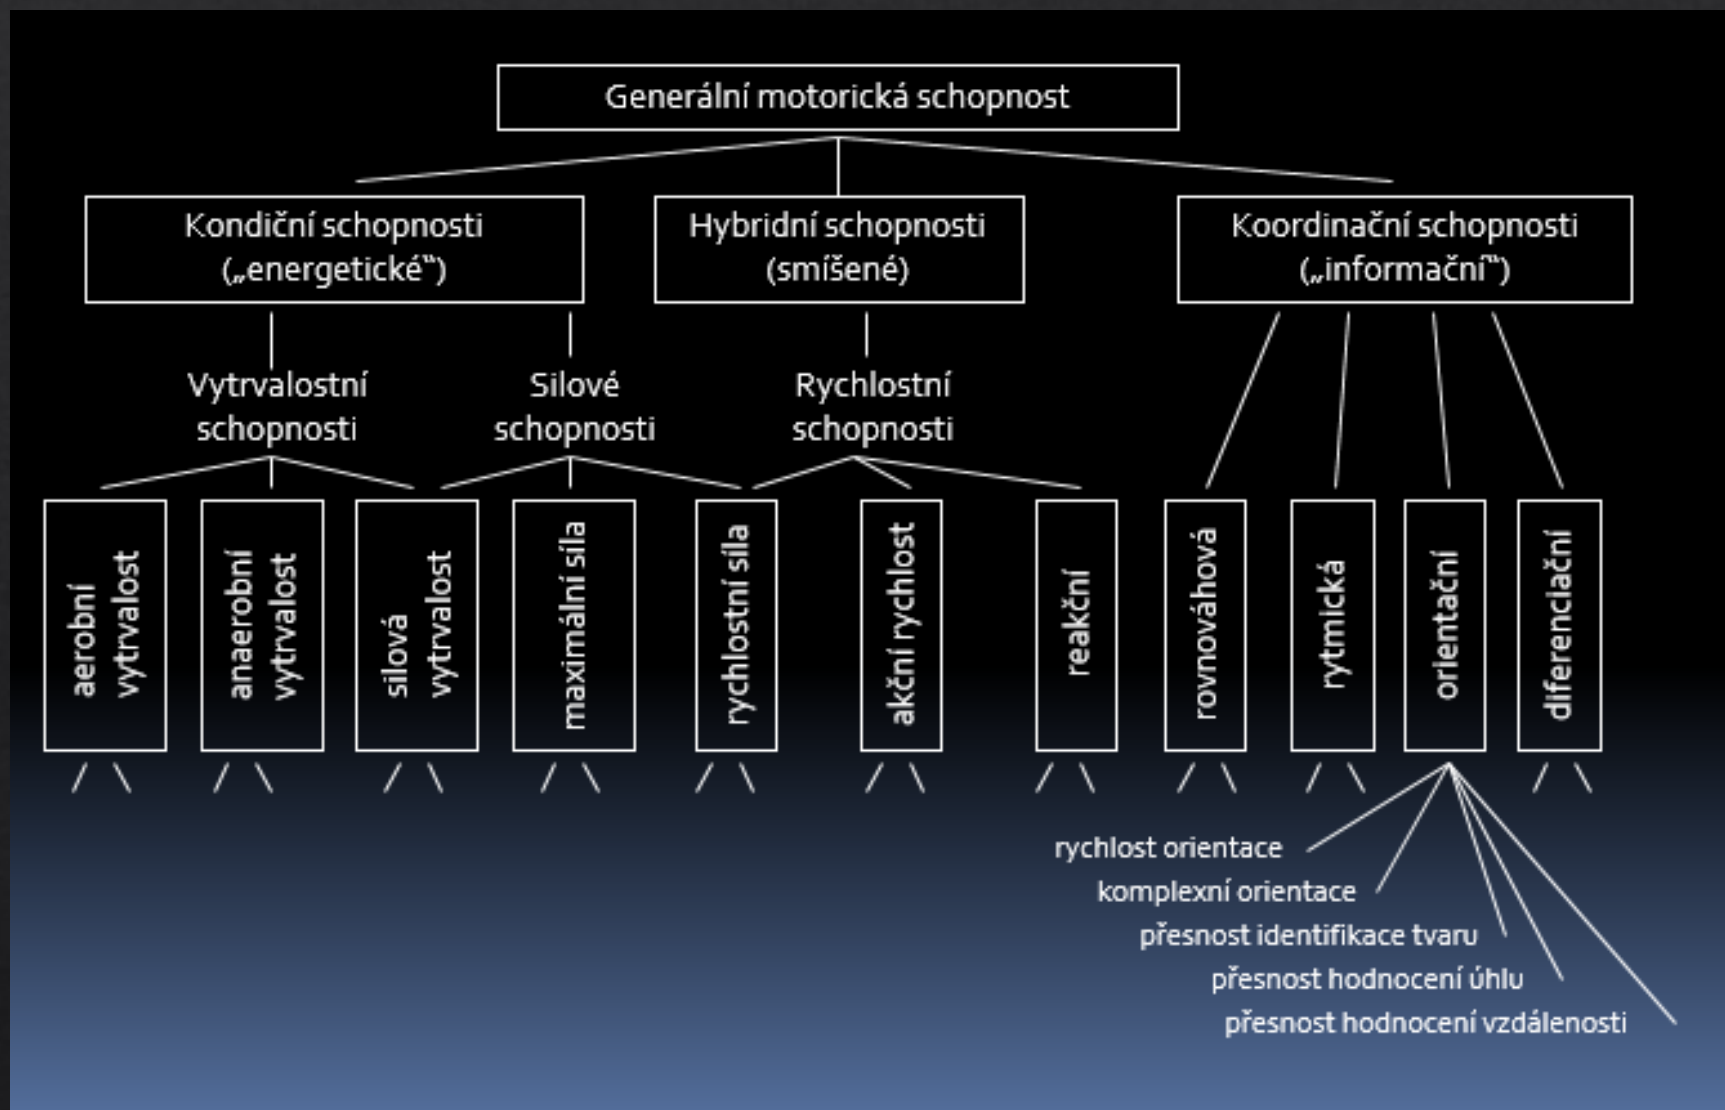 Generální motorická schopnost
Kondiční schopnosti
(„energetické“)
Hybridní schopnosti
(smíšené)
Koordinační schopnosti
(„informační“)
Vytrvalostní
schopnosti
Silové
schopnosti
Rychlostní
schopnosti
aerobní
vytrvalost
anaerobní
vytrvalost
silová
vytrvalost
maximální síla
rychlostní síla
akční rychlost
reakční
rovnováhová
rytmická
orientační
diferenciační
rychlost orientace
komplexní orientace
přesnost identifikace tvaru
přesnost hodnocení úhlu
přesnost hodnocení vzdálenosti